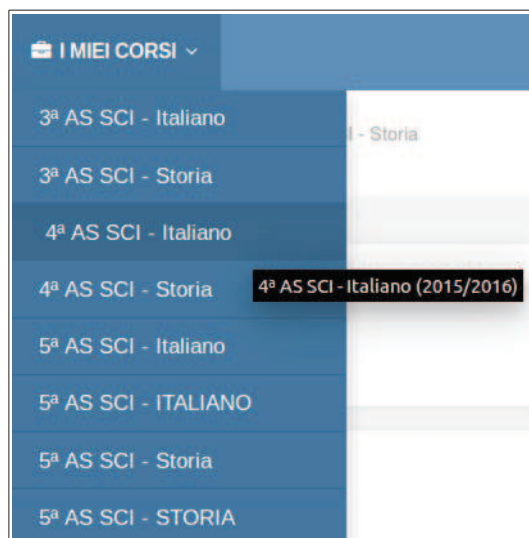 I MIEI CORSI
3ª AS SCI - Italiano
I - Storia
3ª AS SCI - Storia
4ª AS SCI - Italiano
4ª AS SCI - Storia
4ª AS SCI - Italiano (2015/2016)
5ª AS SCI - Italiano
5ª AS SCI - ITALIANO
5ª AS SCI - Storia
5ª AS SCI - STORIA